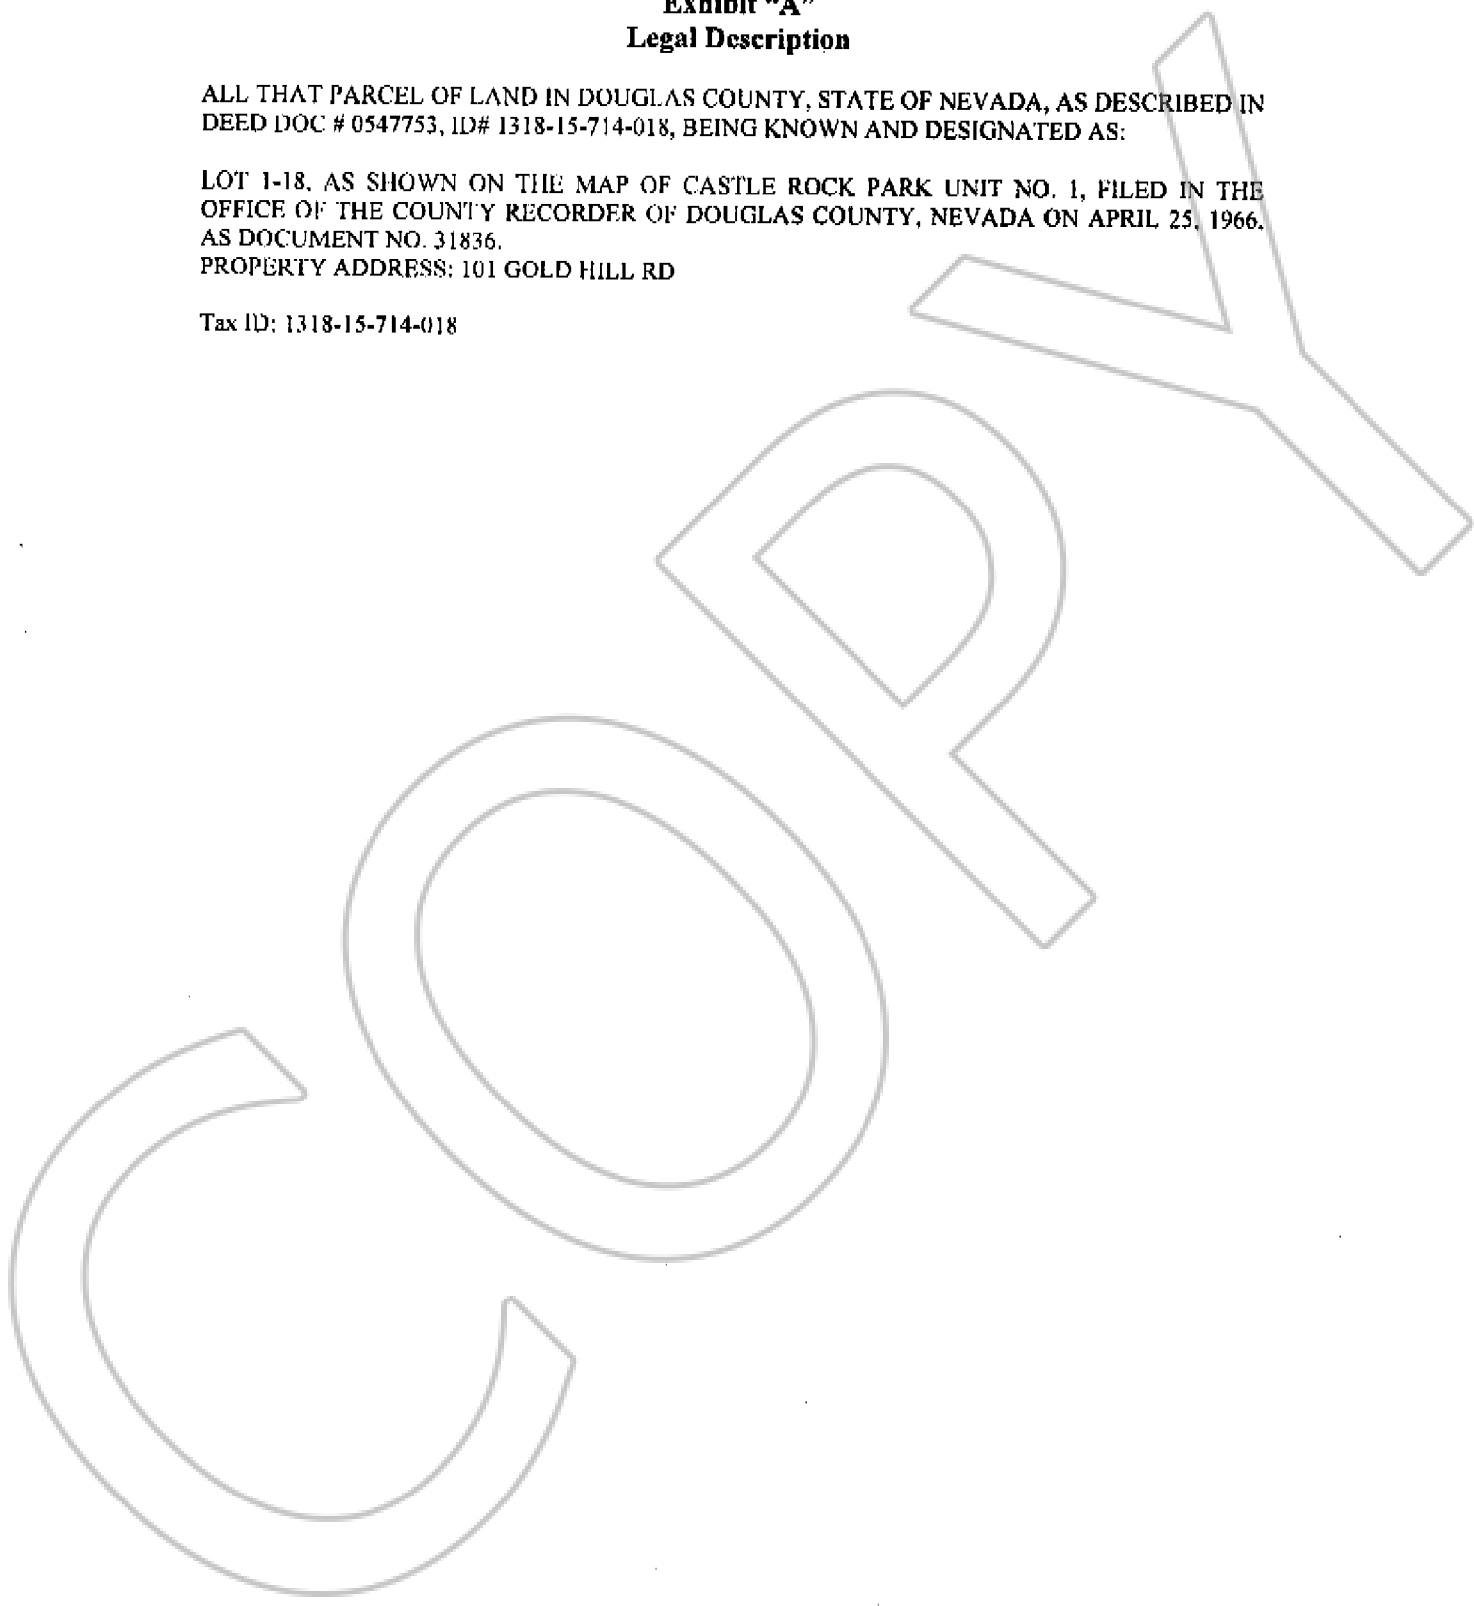 Exhibit "A"
Legal Description
ALL THAT PARCEL OF LAND IN DOUGLAS COUNTY, STATE OF NEVADA, AS DESCRIBED IN
DEED DOC # 0547753, ID# 1318-15-714-018, BEING KNOWN AND DESIGNATED AS:
LOT 1-18, AS SHOWN ON THE MAP OF CASTLE ROCK PARK UNIT NO. 1, FILED IN THE
OFFICE OF THE COUNTY RECORDER OF DOUGLAS COUNTY, NEVADA ON APRIL 25, 1966,
AS DOCUMENT NO. 31836.
PROPERTY ADDRESS: 101 GOLD HILL RD
Tax ID: 1318-15-714-018
COPY